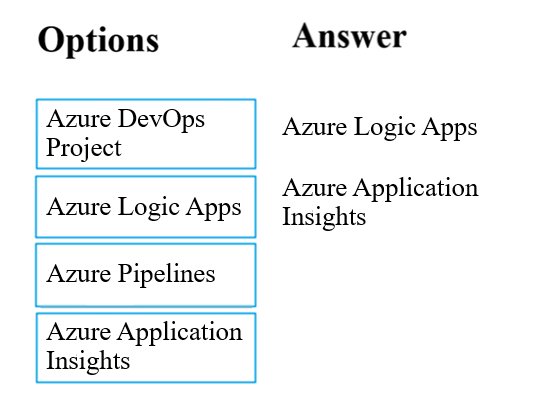 Options
Answer
Azure DevOps
Project
Azure Logic Apps
Azure Pipelines
Azure Application
Insights
Azure Logic Apps
Azure Application
Insights